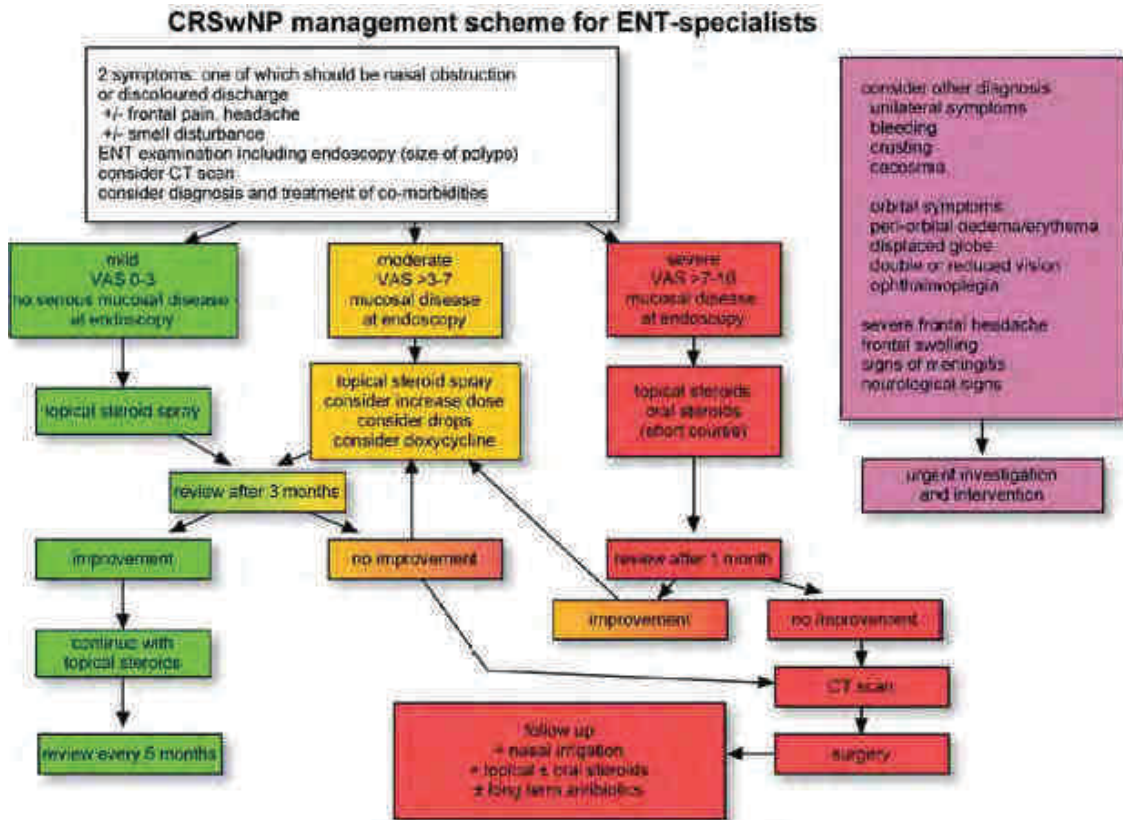 CRSwNP management scheme for ENT-specialists
2 symptoms: one of which should be nasal obstruction
or discoloured discharge
+/- frontal pain, headache
+/- smell disturbance
ENT examination including endoscopy (size of polyps)
consider CT scan
consider diagnosis and treatment of co-morbidities
consider other diagnosis
unilateral symptoms
bleeding
crusting
cacosmia
orbital symptoms
peri-orbital oedema/erythema
displaced globe
double or reduced vision
ophthalmoplegia
severe frontal headache
frontal swelling
signs of meningitis
neurological signs
urgent investigation
and intervention
mild
VAS 0-3
no serious mucosal disease
at endoscopy
moderate
VAS >3-7
mucosal disease
at endoscopy
severe
VAS >7-10
mucosal disease
at endoscopy
topical steroid spray
topical steroid spray
consider increase dose
consider drops
consider doxycycline
topical steroids
oral steroids
(short course)
review after 3 months
improvement
no improvement
review after 1 month
improvement
no improvement
continue with
topical steroids
CT scan
review every 6 months
follow up
+ nasal irrigation
+ topical ± oral steroids
± long term antibiotics
surgery